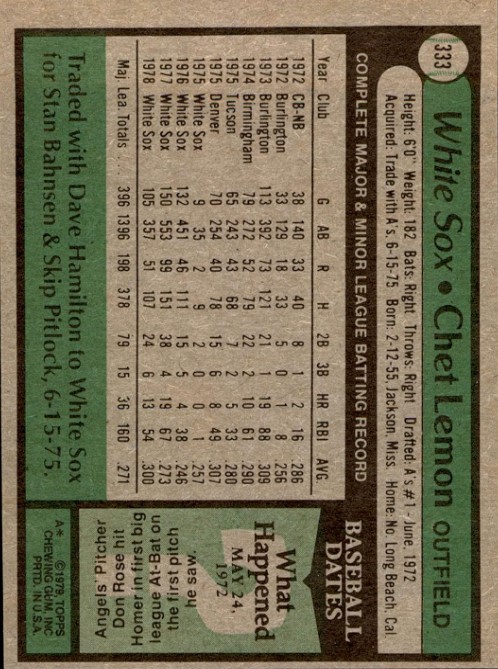 333
White Sox • Chet Lemon OUTFIELD
Height: 6'0" Weight: 182 Bats: Right Throws: Right Drafted: A's #1-June, 1972
Acquired: Trade with A's, 6-15-75 Born: 2-12-55, Jackson, Miss. Home: No. Long Beach, Cal.
COMPLETE MAJOR & MINOR LEAGUE BATTING RECORD
Year Club G AB R H 2B 3B HR RBI AVG.
1972 CB-NB 38 140 33 40 8 1 2 16 .286
1972 Burlington 33 129 18 33 5 0 1 8 .256
1973 Burlington 113 392 73 121 21 1 19 88 .309
1974 Birmingham 79 272 52 79 22 2 10 61 .290
1975 Tucson 65 243 43 68 7 2 5 33 .280
1975 Denver 70 254 40 78 15 6 8 49 .307
1975 White Sox 9 35 2 9 2 0 0 1 .257
1976 White Sox 132 451 46 111 15 5 4 38 .246
1977 White Sox 150 553 99 151 38 4 19 67 .273
1978 White Sox 105 357 51 107 24 6 13 54 .300
Maj. Lea. Totals ... 396 1396 198 378 79 15 36 160 .271
Traded with Dave Hamilton to White Sox
for Stan Bahnsen & Skip Pitlock, 6-15-75.
BASEBALL
DATES
What
Happened
MAY 24,
1972
Angels' pitcher
Don Rose hit
Homer in first big
league At-Bat on
the first pitch
he saw.
A*
©1979, TOPPS
CHEWING GUM, INC
PRTD. IN U.S.A.